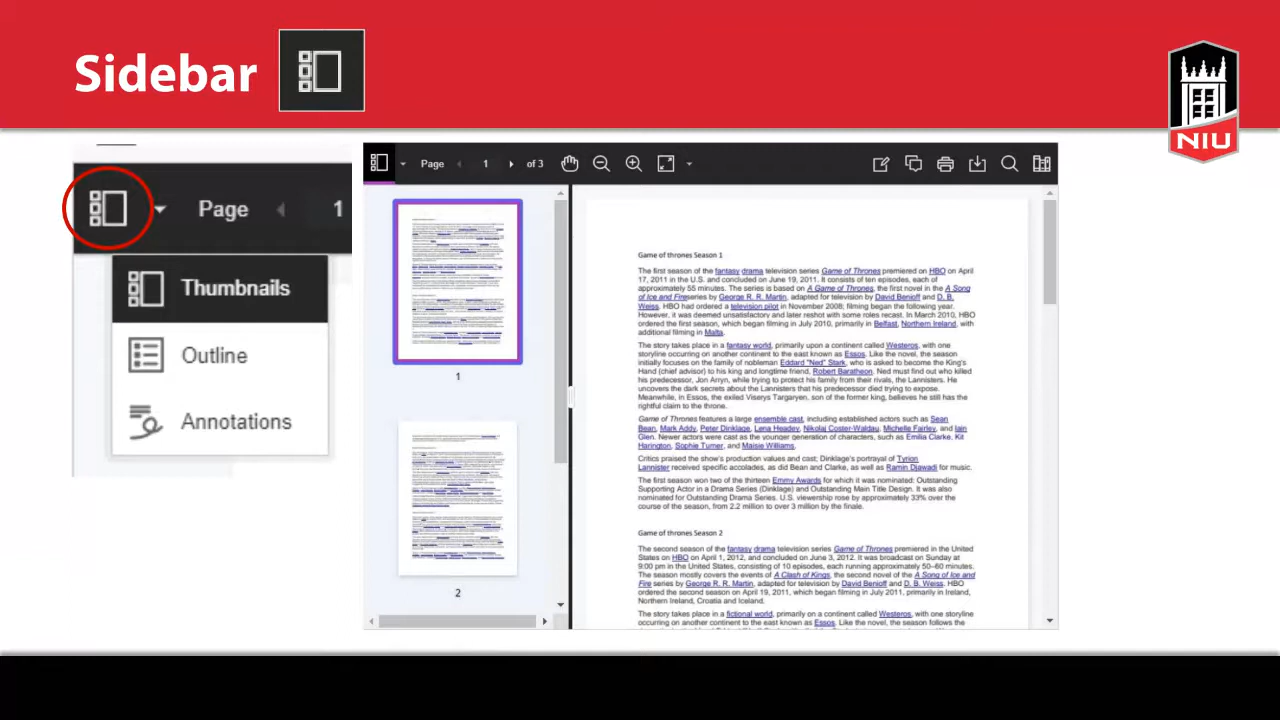 Sidebar
NIU
Page 1
Thumbnails
Outline
Annotations
Page 1 of 3
1
2
Game of thrones Season 1
The first season of the fantasy drama television series Game of Thrones premiered on HBO on April
17, 2011 in the U.S. and concluded on June 19, 2011. It consists of ten episodes, each of
approximately 55 minutes. The series is based on A Game of Thrones, the first novel in the A Song
of Ice and Fireseries by George R. R. Martin, adapted for television by David Benioff and D. B.
Weiss. HBO had ordered a television pilot in November 2008; filming began the following year.
However, it was deemed unsatisfactory and later reshot with some roles recast. In March 2010, HBO
ordered the first season, which began filming in July 2010, primarily in Belfast, Northern Ireland, with
additional filming in Malta.
The story takes place in a fantasy world, primarily upon a continent called Westeros, with one
storyline occurring on another continent to the east known as Essos. Like the novel, the season
initially focuses on the family of nobleman Eddard "Ned" Stark, who is asked to become the King's
Hand (chief advisor) to his king and longtime friend, Robert Baratheon. Ned must find out who killed
his predecessor, Jon Arryn, while trying to protect his family from their rivals, the Lannisters. He
uncovers the dark secrets about the Lannisters that his predecessor died trying to expose.
Meanwhile, in Essos, the exiled Viserys Targaryen, son of the former king, believes he still has the
rightful claim to the throne.
Game of Thrones features a large ensemble cast, including established actors such as Sean
Bean, Mark Addy, Peter Dinklage, Lena Headey, Nikolaj Coster-Waldau, Michelle Fairley, and Iain
Glen. Newer actors were cast as the younger generation of characters, such as Emilia Clarke, Kit
Harington, Sophie Turner, and Maisie Williams.
Critics praised the show's production values and cast; Dinklage's portrayal of Tyrion
Lannister received specific accolades, as did Bean and Clarke, as well as Ramin Djawadi for music.
The first season won two of the thirteen Emmy Awards for which it was nominated: Outstanding
Supporting Actor in a Drama Series (Dinklage) and Outstanding Main Title Design. It was also
nominated for Outstanding Drama Series. U.S. viewership rose by approximately 33% over the
course of the season, from 2.2 million to over 3 million by the finale.
Game of thrones Season 2
The second season of the fantasy drama television series Game of Thrones premiered in the United
States on HBO on April 1, 2012, and concluded on June 3, 2012. It was broadcast on Sunday at
9:00 pm in the United States, consisting of 10 episodes, each running approximately 50–60 minutes.
The season mostly covers the events of A Clash of Kings, the second novel of the A Song of Ice and
Fire series by George R. R. Martin, adapted for television by David Benioff and D. B. Weiss. HBO
ordered the second season on April 19, 2011, which began filming in July 2011, primarily in Ireland,
Northern Ireland, Croatia and Iceland.
The story takes place in a fictional world, primarily on a continent called Westeros, with one storyline
occurring on another continent to the east known as Essos. Like the novel, the season follows the